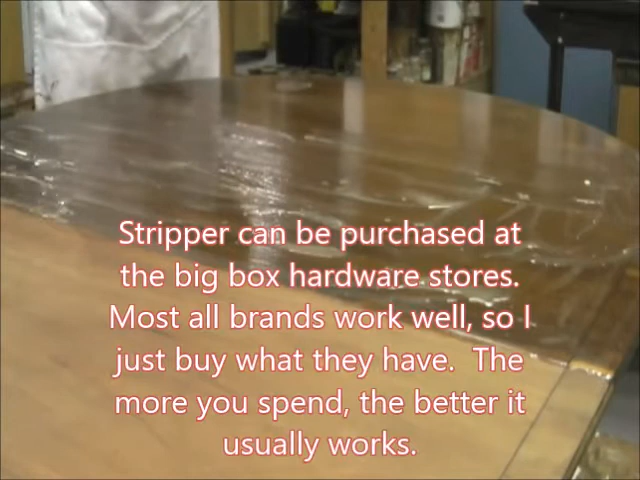 Stripper can be purchased at
the big box hardware stores.
Most all brands work well, so I
just buy what they have.  The
more you spend, the better it
usually works.